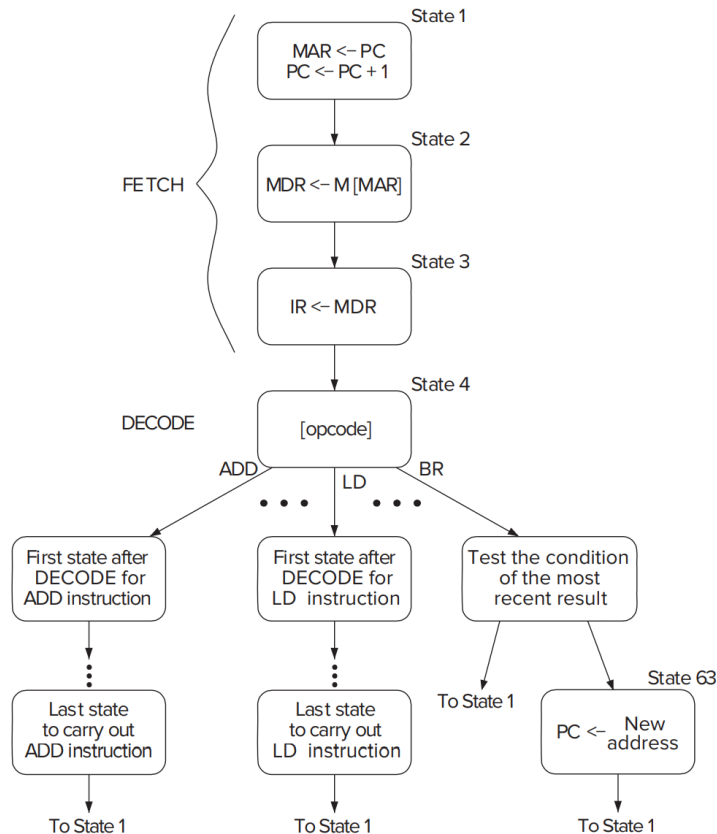 State 1
MAR <– PC
PC <– PC + 1
State 2
FETCH
MDR <– M [MAR]
State 3
IR <– MDR
State 4
DECODE
[opcode]
ADD
LD
BR
First state after
DECODE for
ADD instruction
First state after
DECODE for
LD instruction
Test the condition
of the most
recent result
To State 1
State 63
Last state
to carry out
ADD instruction
Last state
to carry out
LD instruction
PC <– New
address
To State 1
To State 1
To State 1